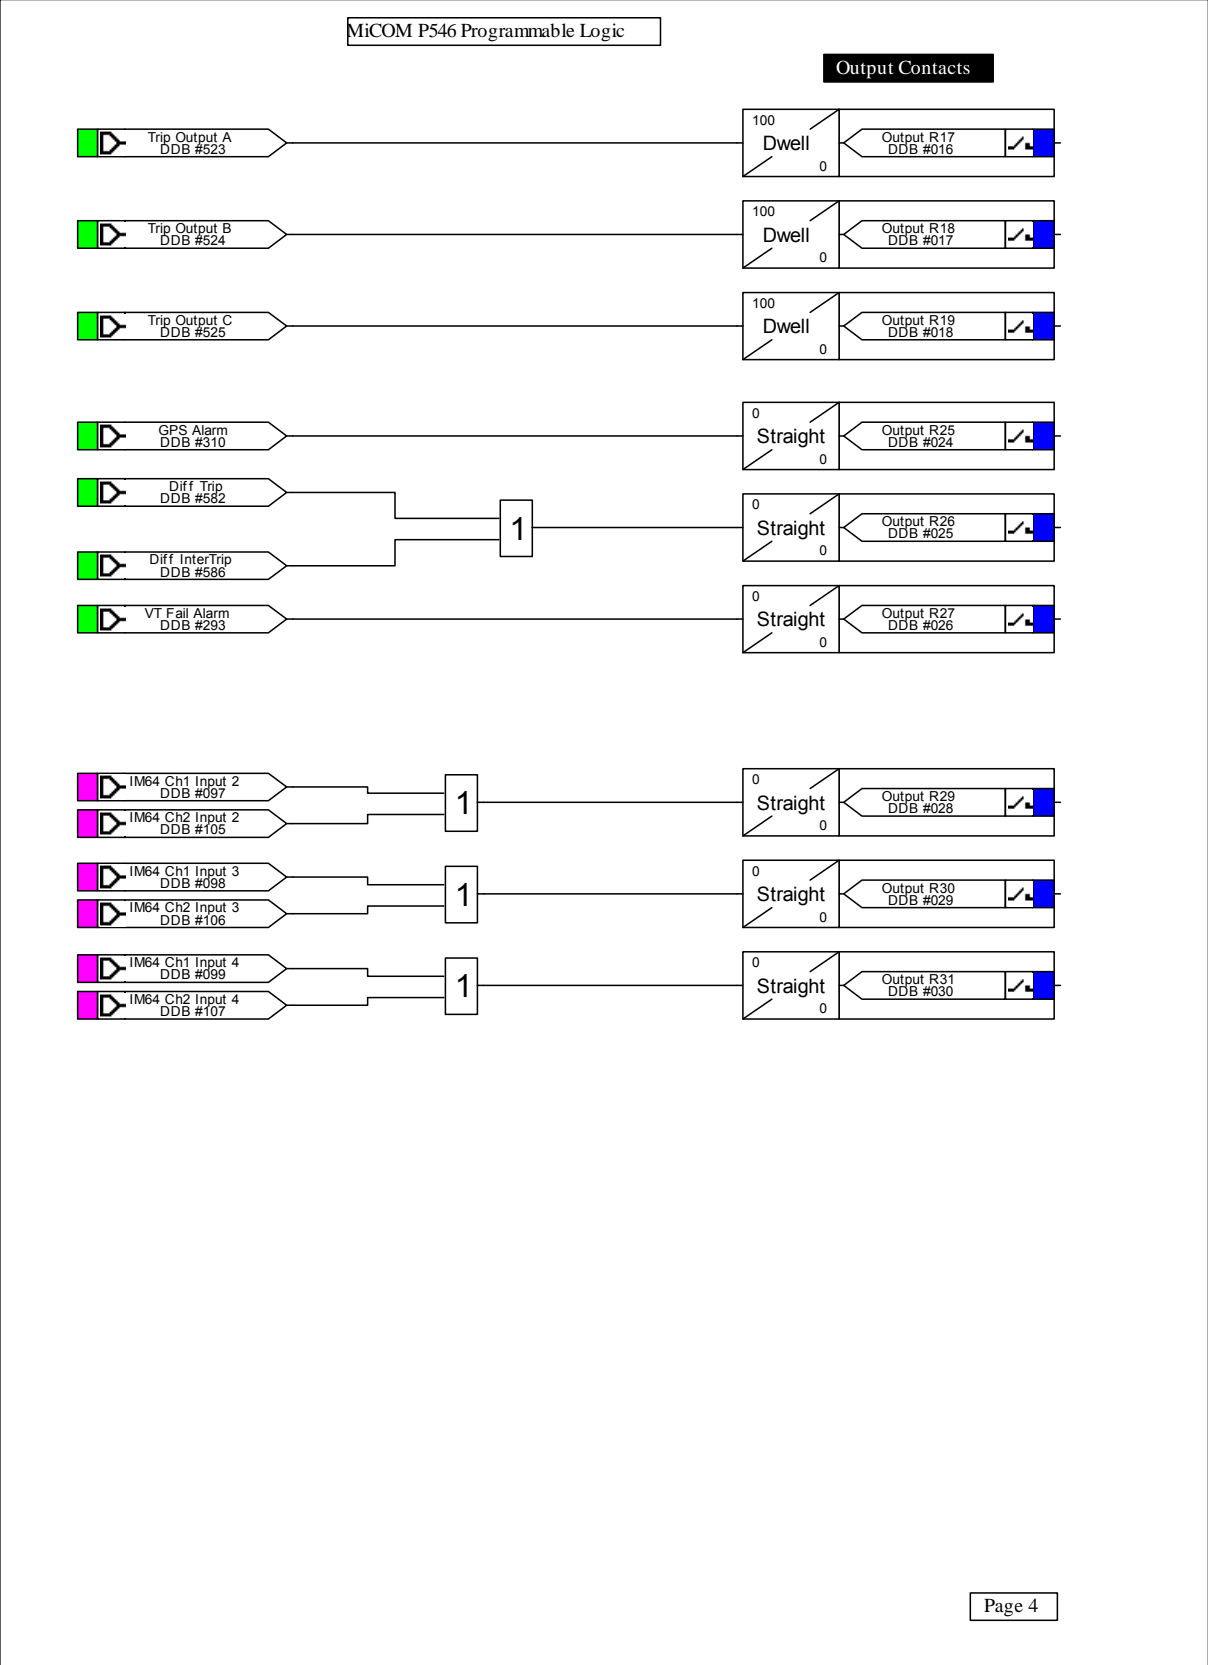 MiCOM P546 Programmable Logic
Output Contacts
Trip Output A
DDB #523
100
Dwell
0
Output R17
DDB #016
Trip Output B
DDB #524
100
Dwell
0
Output R18
DDB #017
Trip Output C
DDB #525
100
Dwell
0
Output R19
DDB #018
GPS Alarm
DDB #310
0
Straight
0
Output R25
DDB #024
Diff Trip
DDB #582
Diff InterTrip
DDB #586
1
0
Straight
0
Output R26
DDB #025
VT Fail Alarm
DDB #293
0
Straight
0
Output R27
DDB #026
IM64 Ch1 Input 2
DDB #097
IM64 Ch2 Input 2
DDB #105
1
0
Straight
0
Output R29
DDB #028
IM64 Ch1 Input 3
DDB #098
IM64 Ch2 Input 3
DDB #106
1
0
Straight
0
Output R30
DDB #029
IM64 Ch1 Input 4
DDB #099
IM64 Ch2 Input 4
DDB #107
1
0
Straight
0
Output R31
DDB #030
Page 4